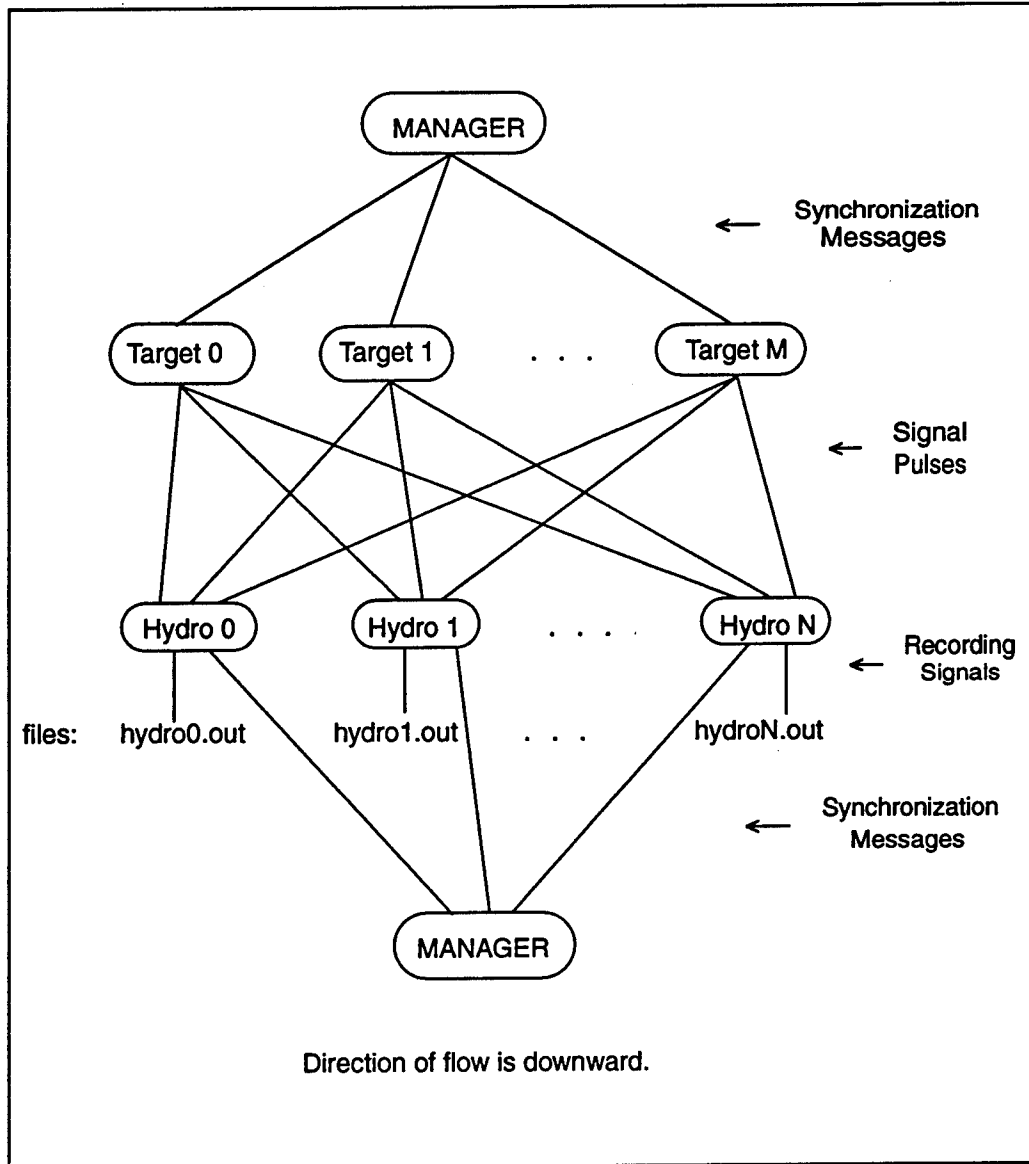 MANAGER
Synchronization
Messages
Target 0
Target 1
. . .
Target M
Signal
Pulses
Hydro 0
Hydro 1
. . . .
Hydro N
Recording
Signals
files:
hydro0.out
hydro1.out
. . .
hydroN.out
Synchronization
Messages
MANAGER
Direction of flow is downward.